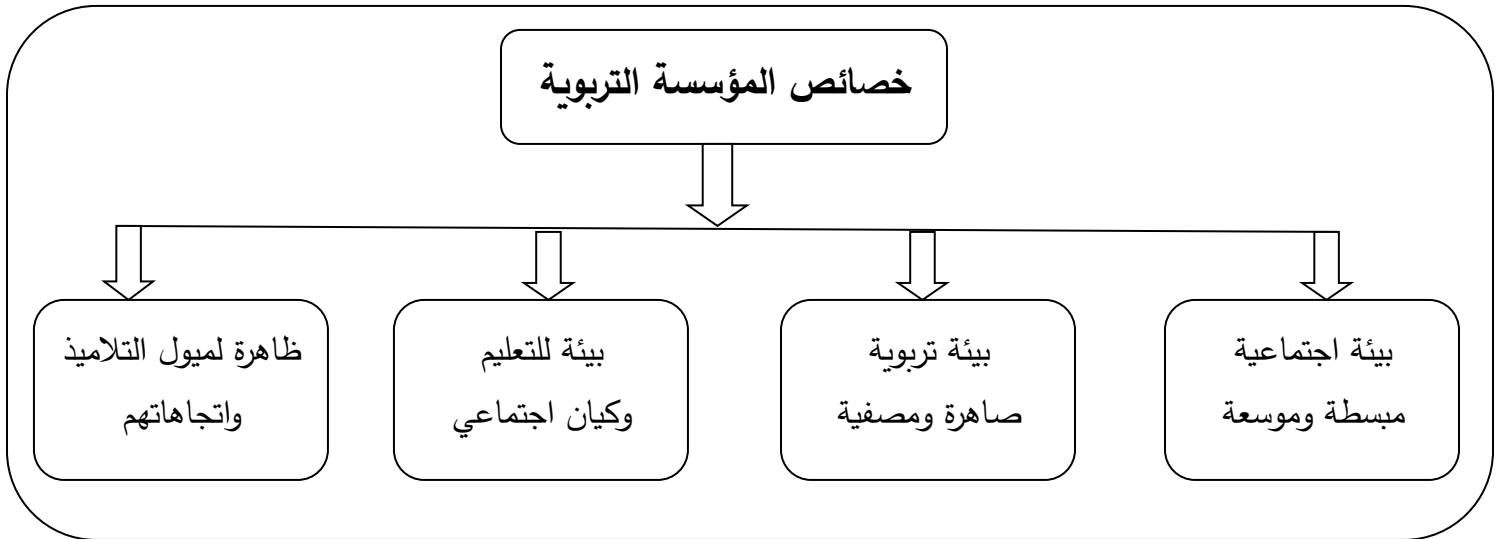 خصائص المؤسسة التربوية
بيئة اجتماعية
مبسطة وموسعة
بيئة تربوية
صاهرة ومصفية
بيئة للتعليم
وكيان اجتماعي
ظاهرة لميول التلاميذ
واتجاهاتهم